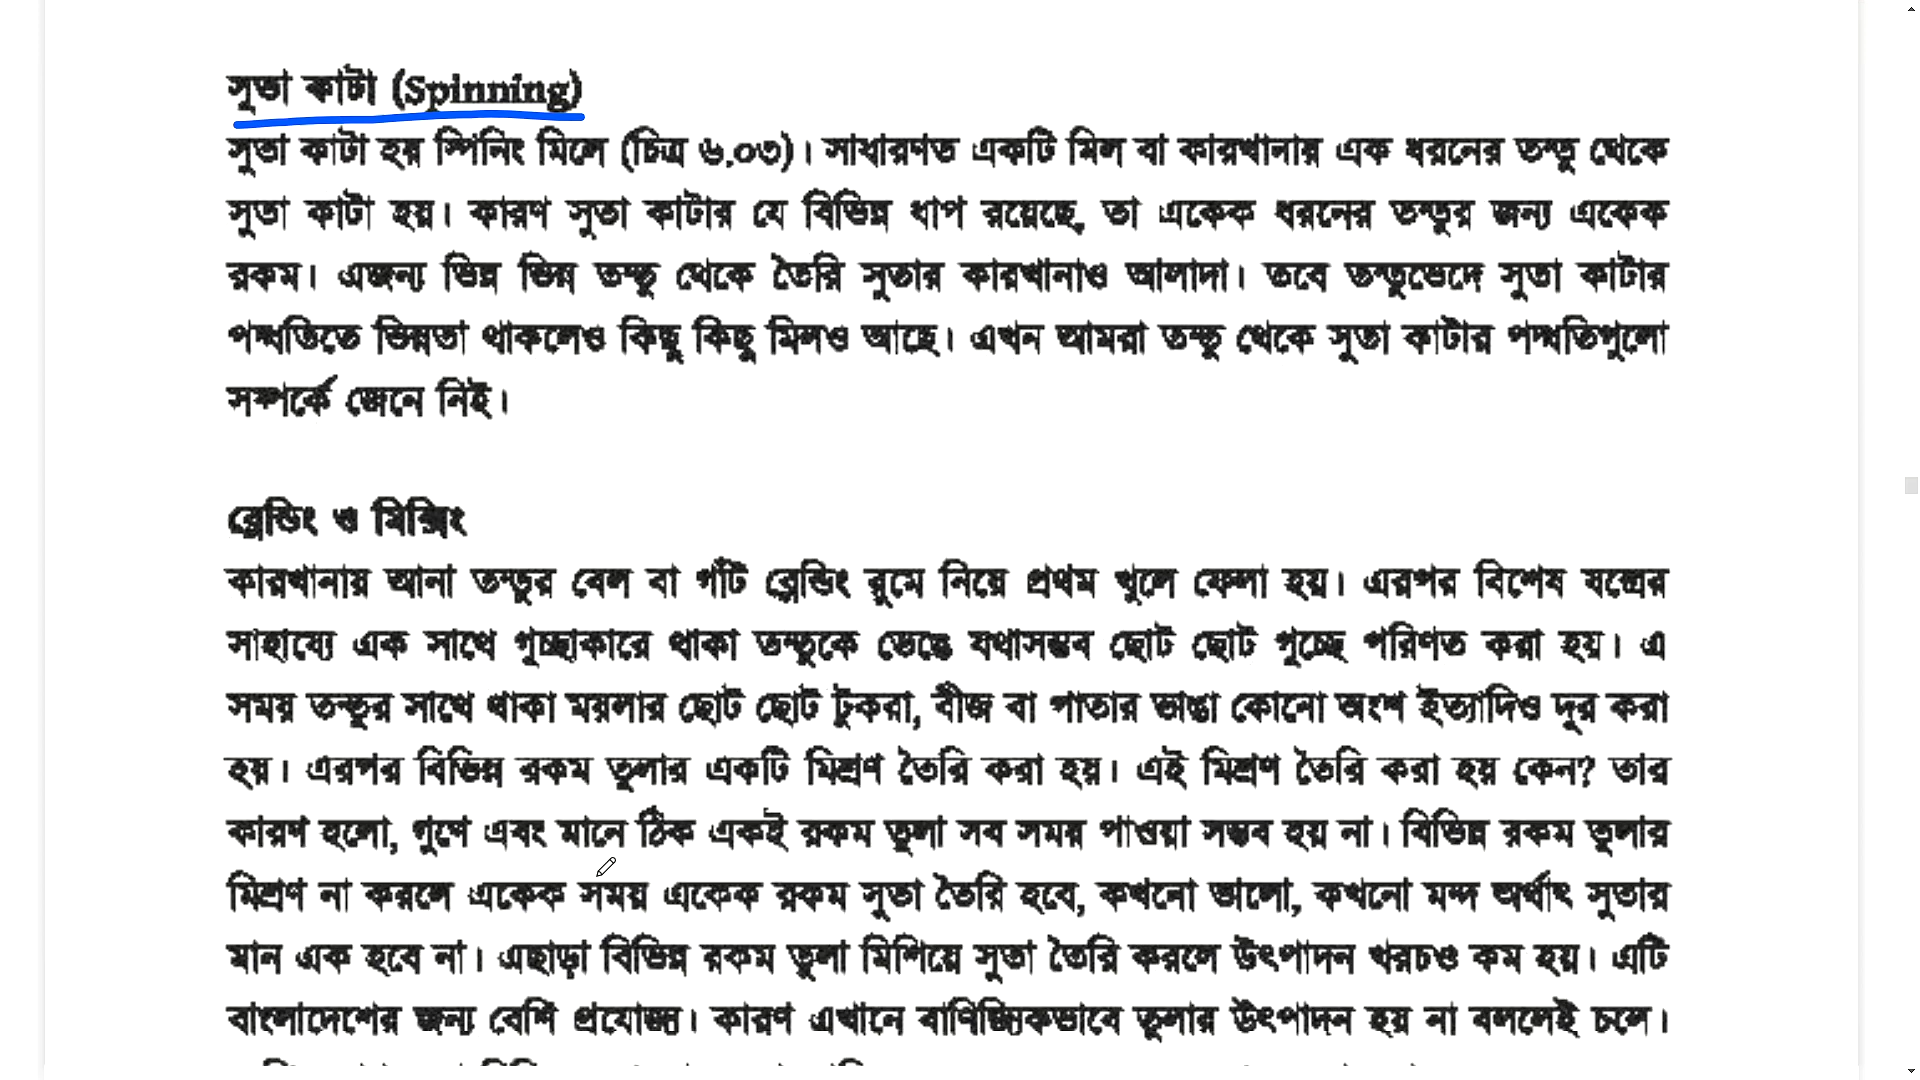 সুতা কাটা (Spinning)
সুতা কাটা হয় স্পিনিং মিলে (চিত্র ৬.০৩)। সাধারণত একটি মিল বা কারখানায় এক ধরনের তন্তু থেকে
সুতা কাটা হয়। কারণ সুতা কাটার যে বিভিন্ন ধাপ রয়েছে, তা একেক ধরনের তন্তুর জন্য একেক
রকম। এজন্য ভিন্ন ভিন্ন তন্তু থেকে তৈরি সুতার কারখানাও আলাদা। তবে তন্তুভেদে সুতা কাটার
পদ্ধতিতে ভিন্নতা থাকলেও কিছু কিছু মিলও আছে। এখন আমরা তন্তু থেকে সুতা কাটার পদ্ধতিগুলো
সম্পর্কে জেনে নিই।
ব্লেন্ডিং ও মিক্সিং
কারখানায় আনা তন্তুর বেল বা গাঁট ব্লেন্ডিং রুমে নিয়ে প্রথম খুলে ফেলা হয়। এরপর বিশেষ যন্ত্রের
সাহায্যে এক সাথে গুচ্ছাকারে থাকা তন্তুকে ভেঙে যথাসম্ভব ছোট ছোট গুচ্ছে পরিণত করা হয়। এ
সময় তন্তুর সাথে থাকা ময়লার ছোট ছোট টুকরা, বীজ বা পাতার ভাঙা কোনো অংশ ইত্যাদিও দূর করা
হয়। এরপর বিভিন্ন রকম তুলার একটি মিশ্রণ তৈরি করা হয়। এই মিশ্রণ তৈরি করা হয় কেন? তার
কারণ হলো, গুণে এবং মানে ঠিক একই রকম তুলা সব সময় পাওয়া সম্ভব হয় না। বিভিন্ন রকম তুলার
মিশ্রণ না করলে একেক সময় একেক রকম সুতা তৈরি হবে, কখনো ভালো, কখনো মন্দ অর্থাৎ সুতার
মান এক হবে না। এছাড়া বিভিন্ন রকম তুলা মিশিয়ে সুতা তৈরি করলে উৎপাদন খরচও কম হয়। এটি
বাংলাদেশের জন্য বেশি প্রযোজ্য। কারণ এখানে বাণিজ্যিকভাবে তুলার উৎপাদন হয় না বললেই চলে।